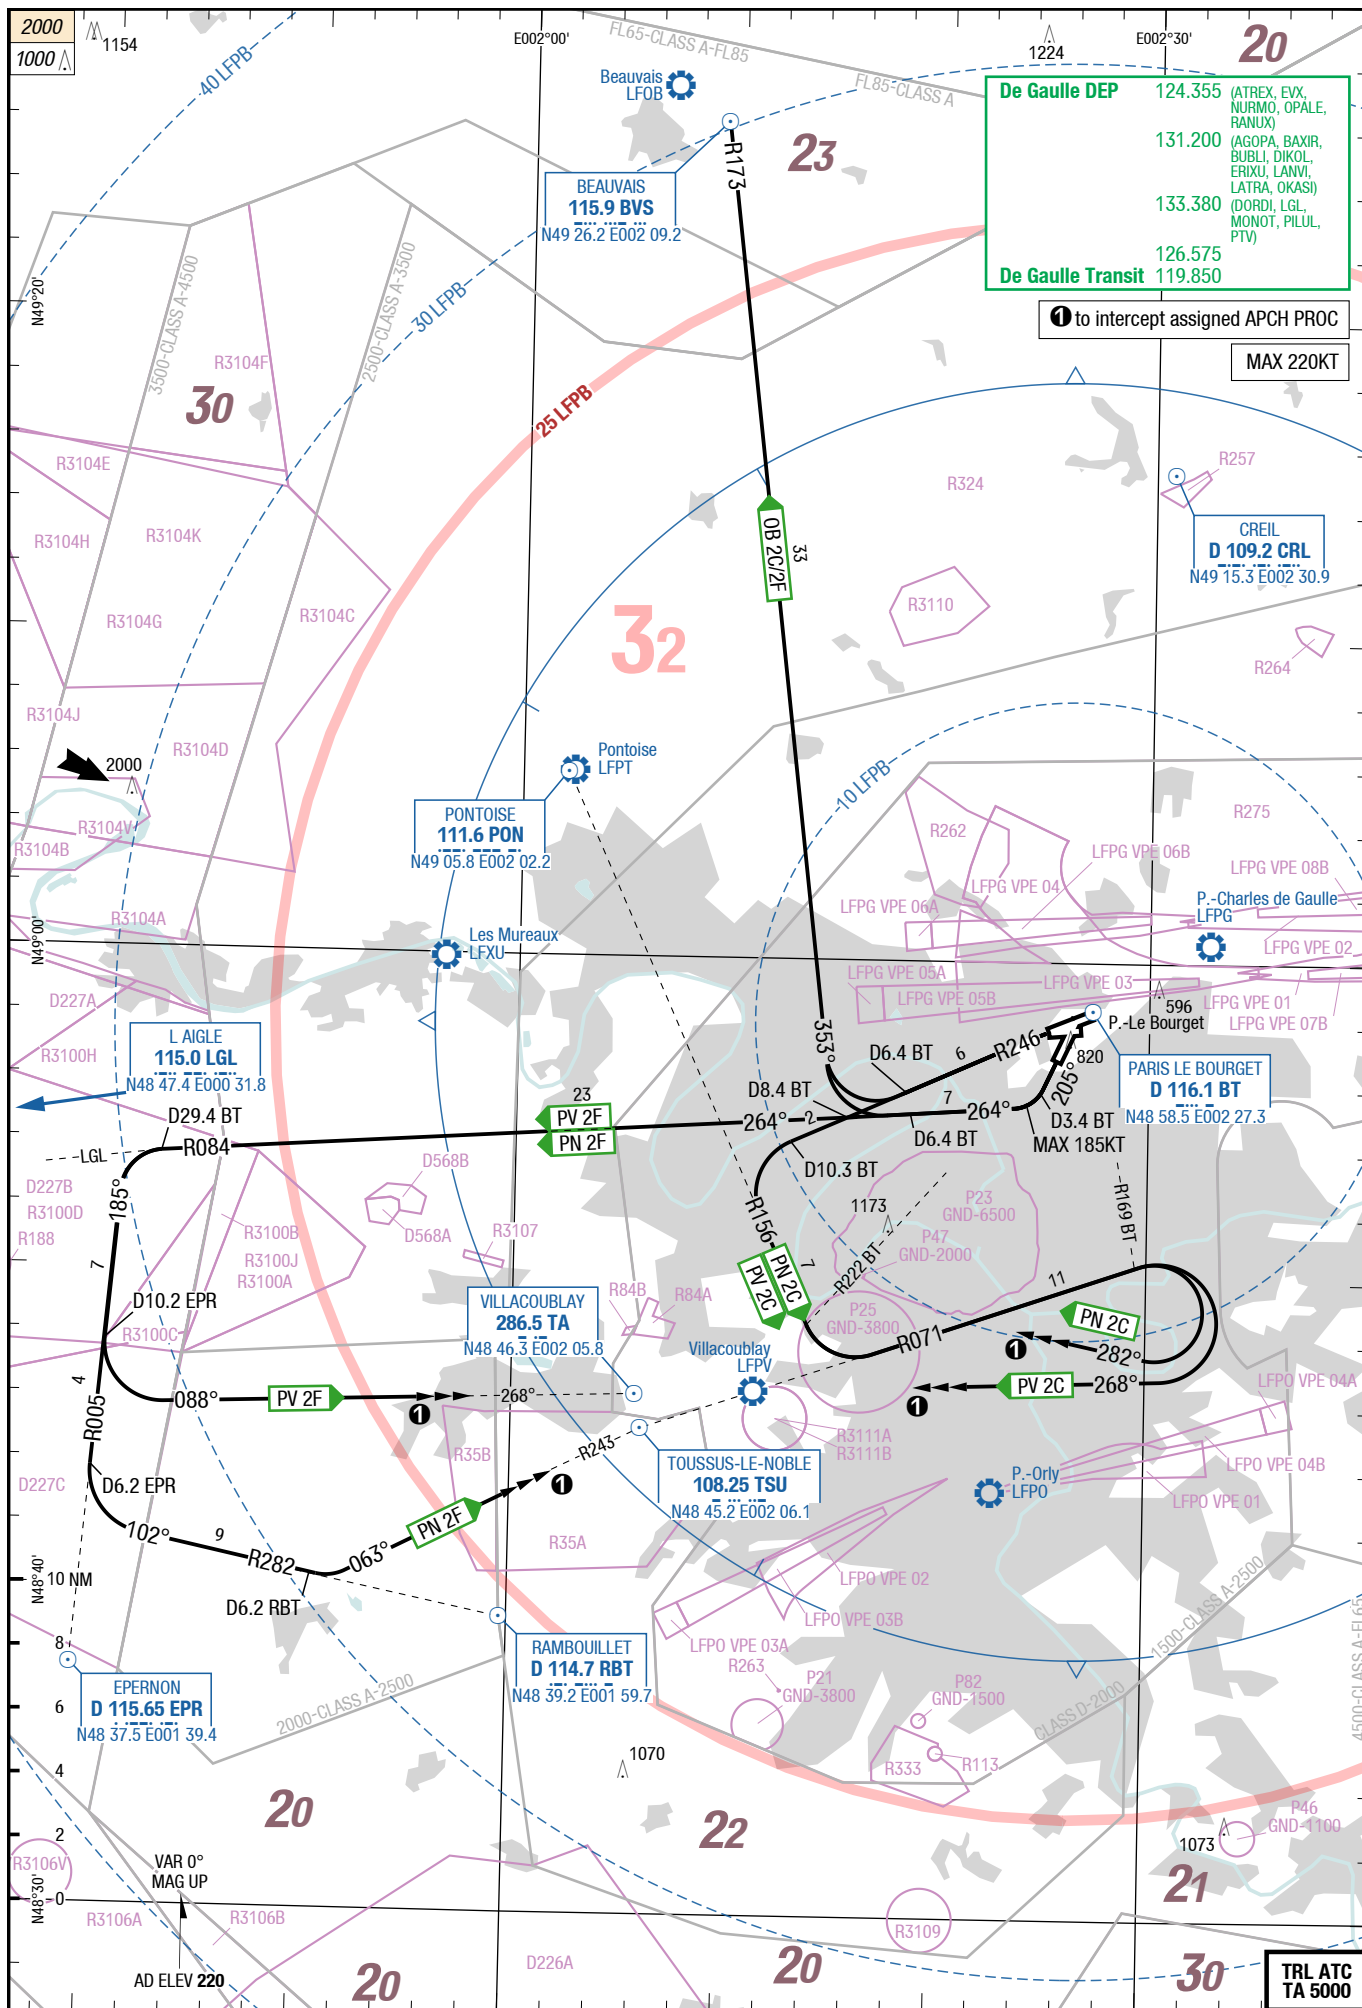 2000
1000
1154
E002°00'
1224
E002°30'
20
40 LFPB
FL65-CLASS A-FL85
FL85-CLASS A
Beauvais
LFOB
De Gaulle DEP 124.355 (ATREX, EVX,
NURMO, OPALE,
RANUX)
131.200 (AGOPA, BAXIR,
BUBLI, DIKOL,
ERIXU, LANVI,
LATRA, OKASI)
133.380 (DORDI, LGL,
MONOT, PILUL,
PTV)
126.575
De Gaulle Transit 119.850
1 to intercept assigned APCH PROC
MAX 220KT
R173
23
BEAUVAIS
115.9 BVS
N49 26.2 E002 09.2
N49°20'
3500-CLASS A-4500
2500-CLASS A-3500
30 LFPB
R3104F
30
25 LFPB
R3104E
R3104H
R3104K
R324
R257
CREIL
D 109.2 CRL
N49 15.3 E002 30.9
OB 2C/2F
33
R3104G
R3104C
32
R3110
R264
R3104J
R3104D
2000
Pontoise
LFPT
10 LFPB
PONTOISE
111.6 PON
N49 05.8 E002 02.2
R3104V
R3104B
R262
R275
LFPG VPE 06B
LFPG VPE 04
LFPG VPE 08B
P.-Charles de Gaulle
LFPG
LFPG VPE 06A
R3104A
N49°00'
Les Mureaux
LFXU
LFPG VPE 02
LFPG VPE 05A
LFPG VPE 03
LFPG VPE 05B
LFPG VPE 01
LFPG VPE 07B
D227A
R3100H
596
P.-Le Bourget
820
L AIGLE
115.0 LGL
N48 47.4 E000 31.8
353°
D6.4 BT
6
R246
205°
PARIS LE BOURGET
D 116.1 BT
N48 58.5 E002 27.3
D8.4 BT
D29.4 BT
23
PV 2F
PN 2F
264°
2
7
264°
D3.4 BT
MAX 185KT
D6.4 BT
LGL
R084
D10.3 BT
D227B
R3100D
R188
185°
D568B
D568A
R3100B
R3100J
R3100A
R3107
R156
1173
P23
GND-6500
P47
GND-2000
R169 BT
7
PN 2C
PV 2C
7
R222 BT
11
D10.2 EPR
R3100C
VILLACOUBLAY
286.5 TA
N48 46.3 E002 05.8
R84B
R84A
P25
GND-3800
PN 2C
Villacoublay
LFPV
R071
1
282°
4
R005
088°
PV 2F
268°
1
PV 2C
268°
1
LFPO VPE 04A
R3111A
R3111B
R35B
R243
D227C
D6.2 EPR
1
TOUSSUS-LE-NOBLE
108.25 TSU
N48 45.2 E002 06.1
P.-Orly
LFPO
LFPO VPE 04B
LFPO VPE 01
PN 2F
102°
9
R282
063°
R35A
N48°40'
10 NM
D6.2 RBT
LFPO VPE 02
LFPO VPE 03B
LFPO VPE 03A
1500-CLASS A-2500
4500-CLASS A-FL65
8
RAMBOUILLET
D 114.7 RBT
N48 39.2 E001 59.7
R263
P21
GND-3800
P82
GND-1500
EPERNON
D 115.65 EPR
N48 37.5 E001 39.4
6
2000-CLASS A-2500
CLASS D-2000
4
1070
R333
R113
20
22
P46
GND-1100
2
1073
R3106V
VAR 0°
MAG UP
21
N48°30'
0
R3106A
R3106B
R3109
D226A
AD ELEV 220
20
20
30
TRL ATC
TA 5000